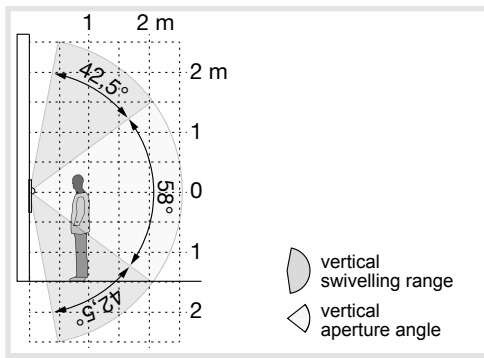 1 2 m
42,5°
2 m
1
58°
0
1
42,5°
2
vertical
swivelling range
vertical
aperture angle